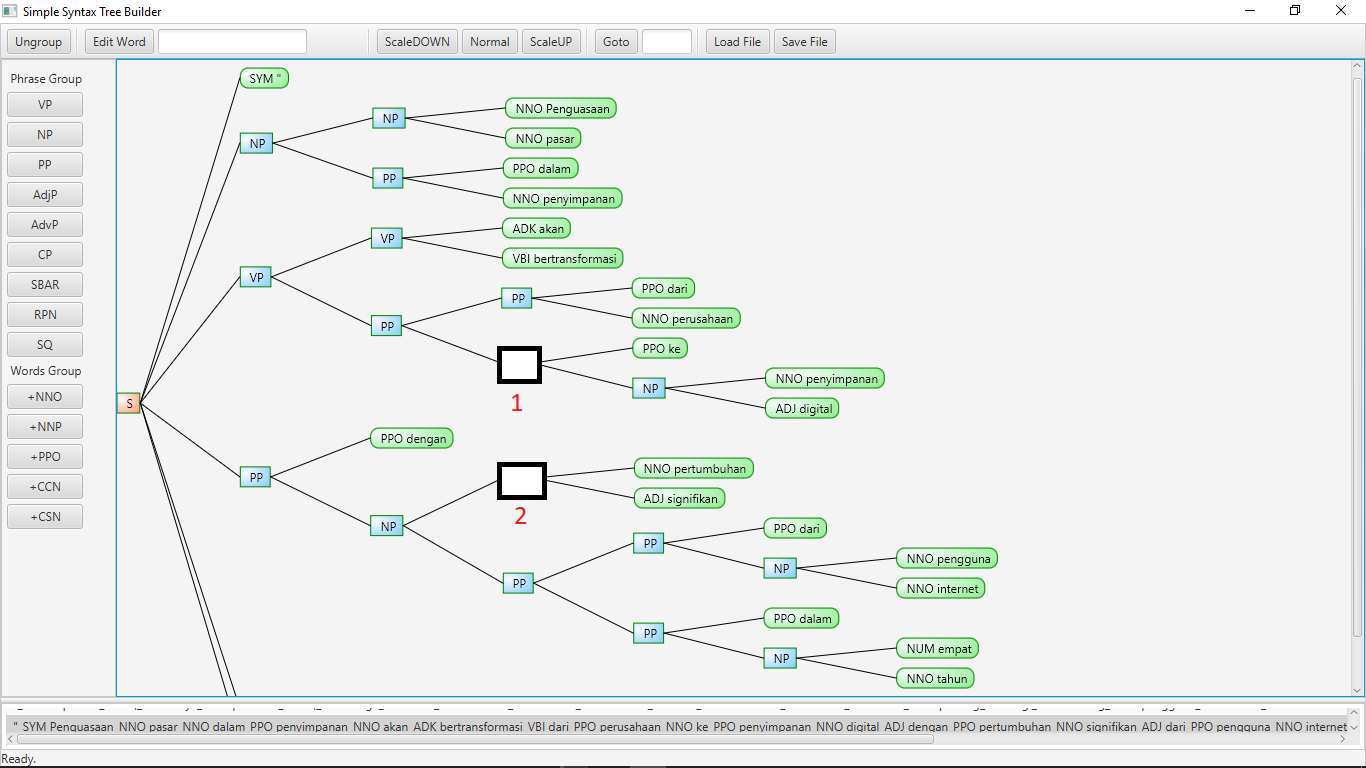 Simple Syntax Tree Builder
Ungroup Edit Word ScaleDOWN Normal ScaleUP Goto Load File Save File
Phrase Group
VP
NP
PP
AdjP
AdvP
CP
SBAR
RPN
SQ
Words Group
+NNO
+NNP
+PPO
+CCN
+CSN
SYM "
NNO Penguasaan
NP
NNO pasar
NP
PPO dalam
PP
NNO penyimpanan
ADK akan
VP
VBI bertransformasi
VP
PPO dari
PP
NNO perusahaan
PP
PPO ke
NNO penyimpanan
NP
1
ADJ digital
S
PPO dengan
NNO pertumbuhan
PP
ADJ signifikan
2
NP
PPO dari
PP
NNO pengguna
NP
PP
NNO internet
PPO dalam
PP
NUM empat
NP
NNO tahun
" SYM Penguasaan NNO pasar NNO dalam PPO penyimpanan NNO akan ADK bertransformasi VBI dari PPO perusahaan NNO ke PPO penyimpanan NNO digital ADJ dengan PPO pertumbuhan NNO signifikan ADJ dari PPO pengguna NNO internet
Ready.